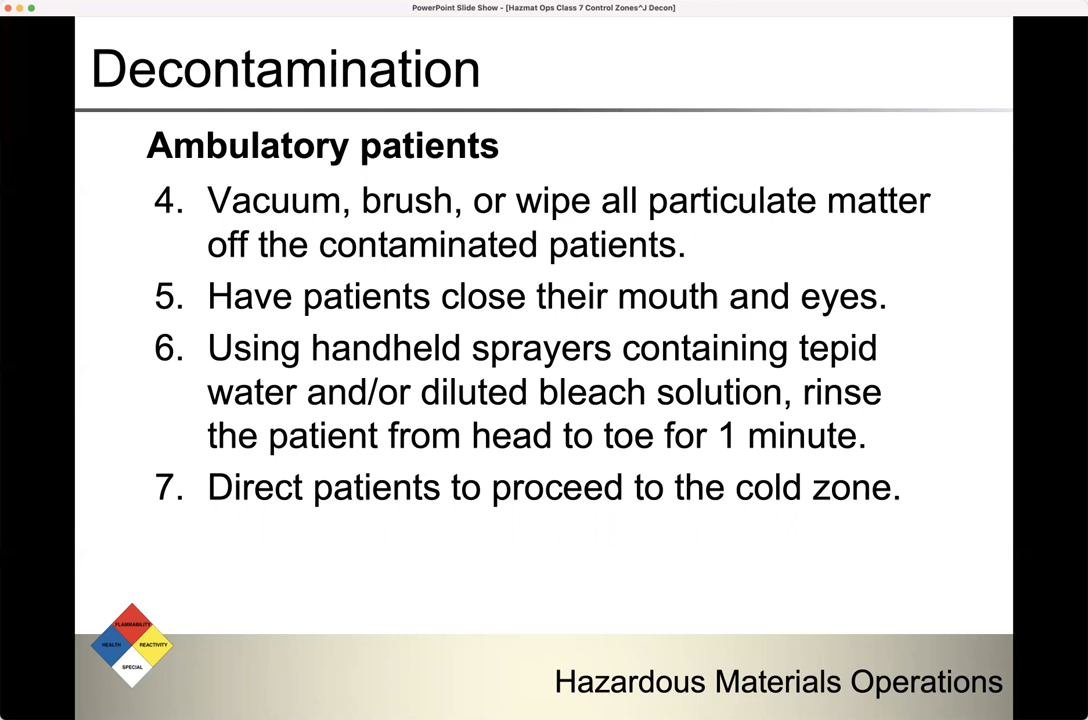 PowerPoint Slide Show - [Hazmat Ops Class 7 Control Zones^J Decon]
Decontamination
Ambulatory patients
4. Vacuum, brush, or wipe all particulate matter
off the contaminated patients.
5. Have patients close their mouth and eyes.
6. Using handheld sprayers containing tepid
water and/or diluted bleach solution, rinse
the patient from head to toe for 1 minute.
7. Direct patients to proceed to the cold zone.
FLAMMABILITY
HEALTH
REACTIVITY
SPECIAL
Hazardous Materials Operations